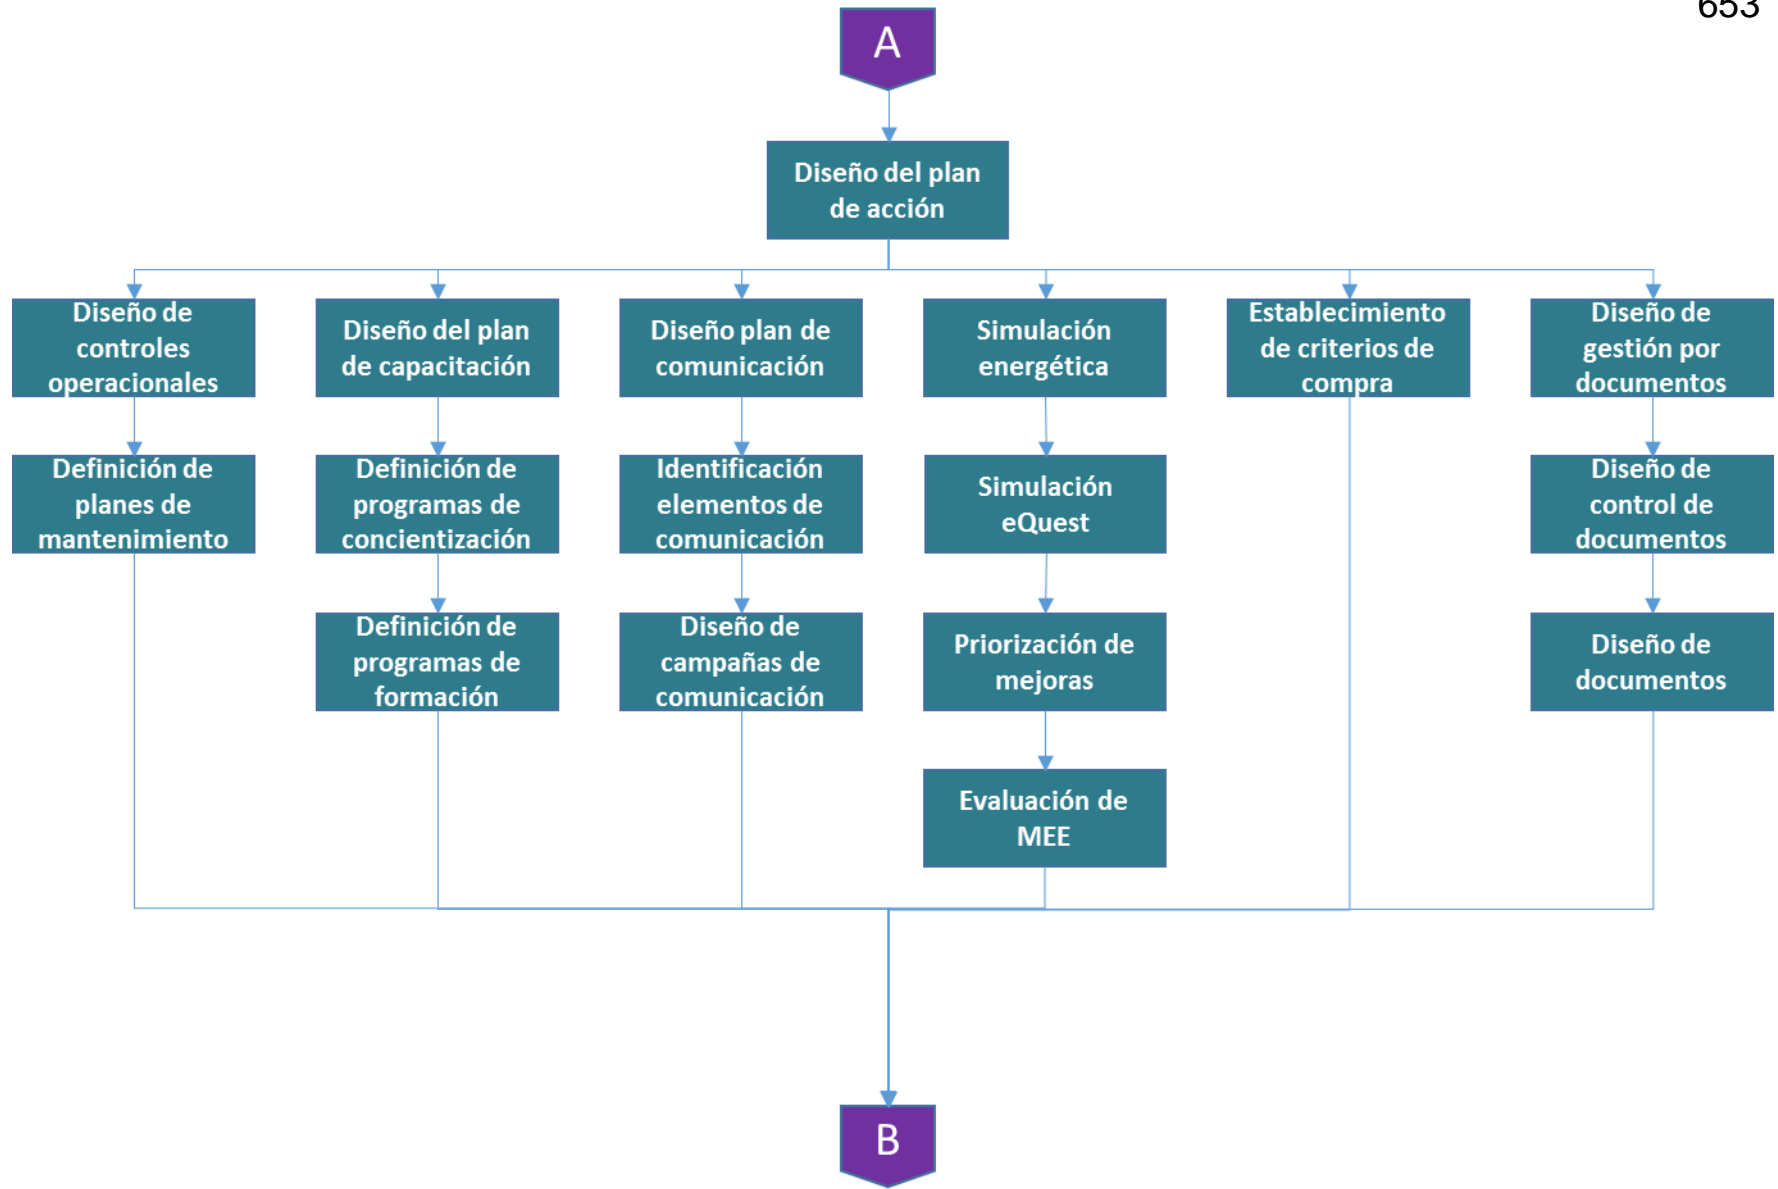 653
A
Diseño del plan
de acción
Diseño de
controles
operacionales
Diseño del plan
de capacitación
Diseño plan de
comunicación
Simulación
energética
Establecimiento
de criterios de
compra
Diseño de
gestión por
documentos
Definición de
planes de
mantenimiento
Definición de
programas de
concientización
Identificación
elementos de
comunicación
Simulación
eQuest
Diseño de
control de
documentos
Definición de
programas de
formación
Diseño de
campañas de
comunicación
Priorización de
mejoras
Diseño de
documentos
Evaluación de
MEE
B